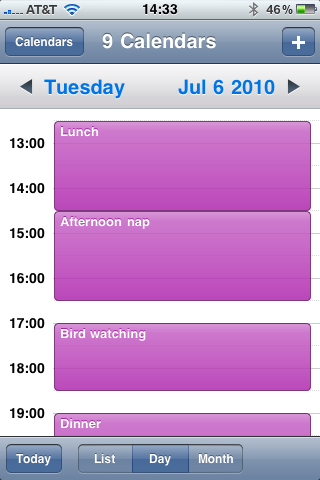 AT&T 14:33 46%
Calendars 9 Calendars +
Tuesday Jul 6 2010
Lunch
13:00
14:00
Afternoon nap
15:00
16:00
17:00
Bird watching
18:00
19:00
Dinner
Today List Day Month